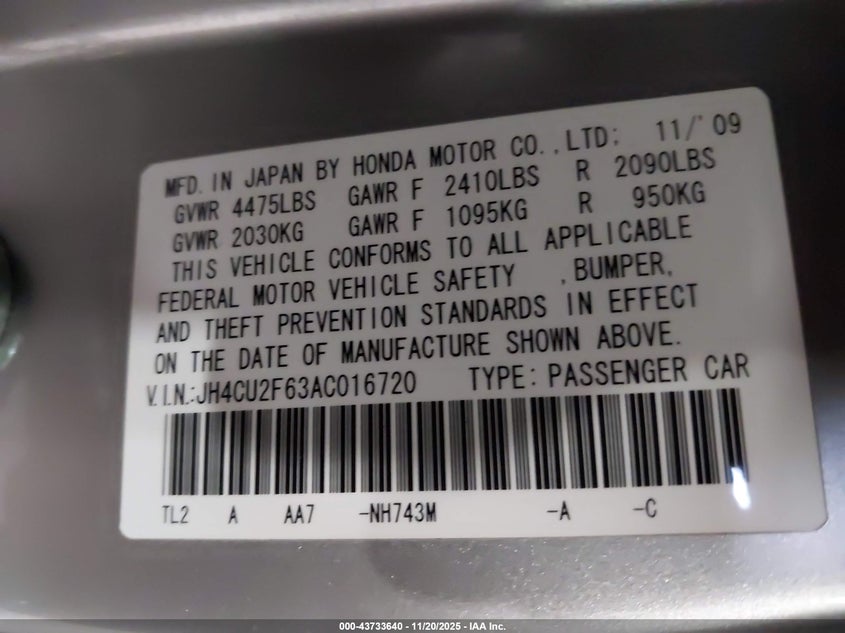 MFD. IN JAPAN BY HONDA MOTOR CO., LTD; 11/'09
GVWR 4475LBS GAWR F 2410LBS R 2090LBS
GVWR 2030KG GAWR F 1095KG R 950KG
THIS VEHICLE CONFORMS TO ALL APPLICABLE
FEDERAL MOTOR VEHICLE SAFETY ,BUMPER,
AND THEFT PREVENTION STANDARDS IN EFFECT
ON THE DATE OF MANUFACTURE SHOWN ABOVE.
V.I.N.:JH4CU2F63AC016720 TYPE: PASSENGER CAR
TL2 A AA7 -NH743M -A -C
000-43733640 - 11/20/2025 - IAA Inc.